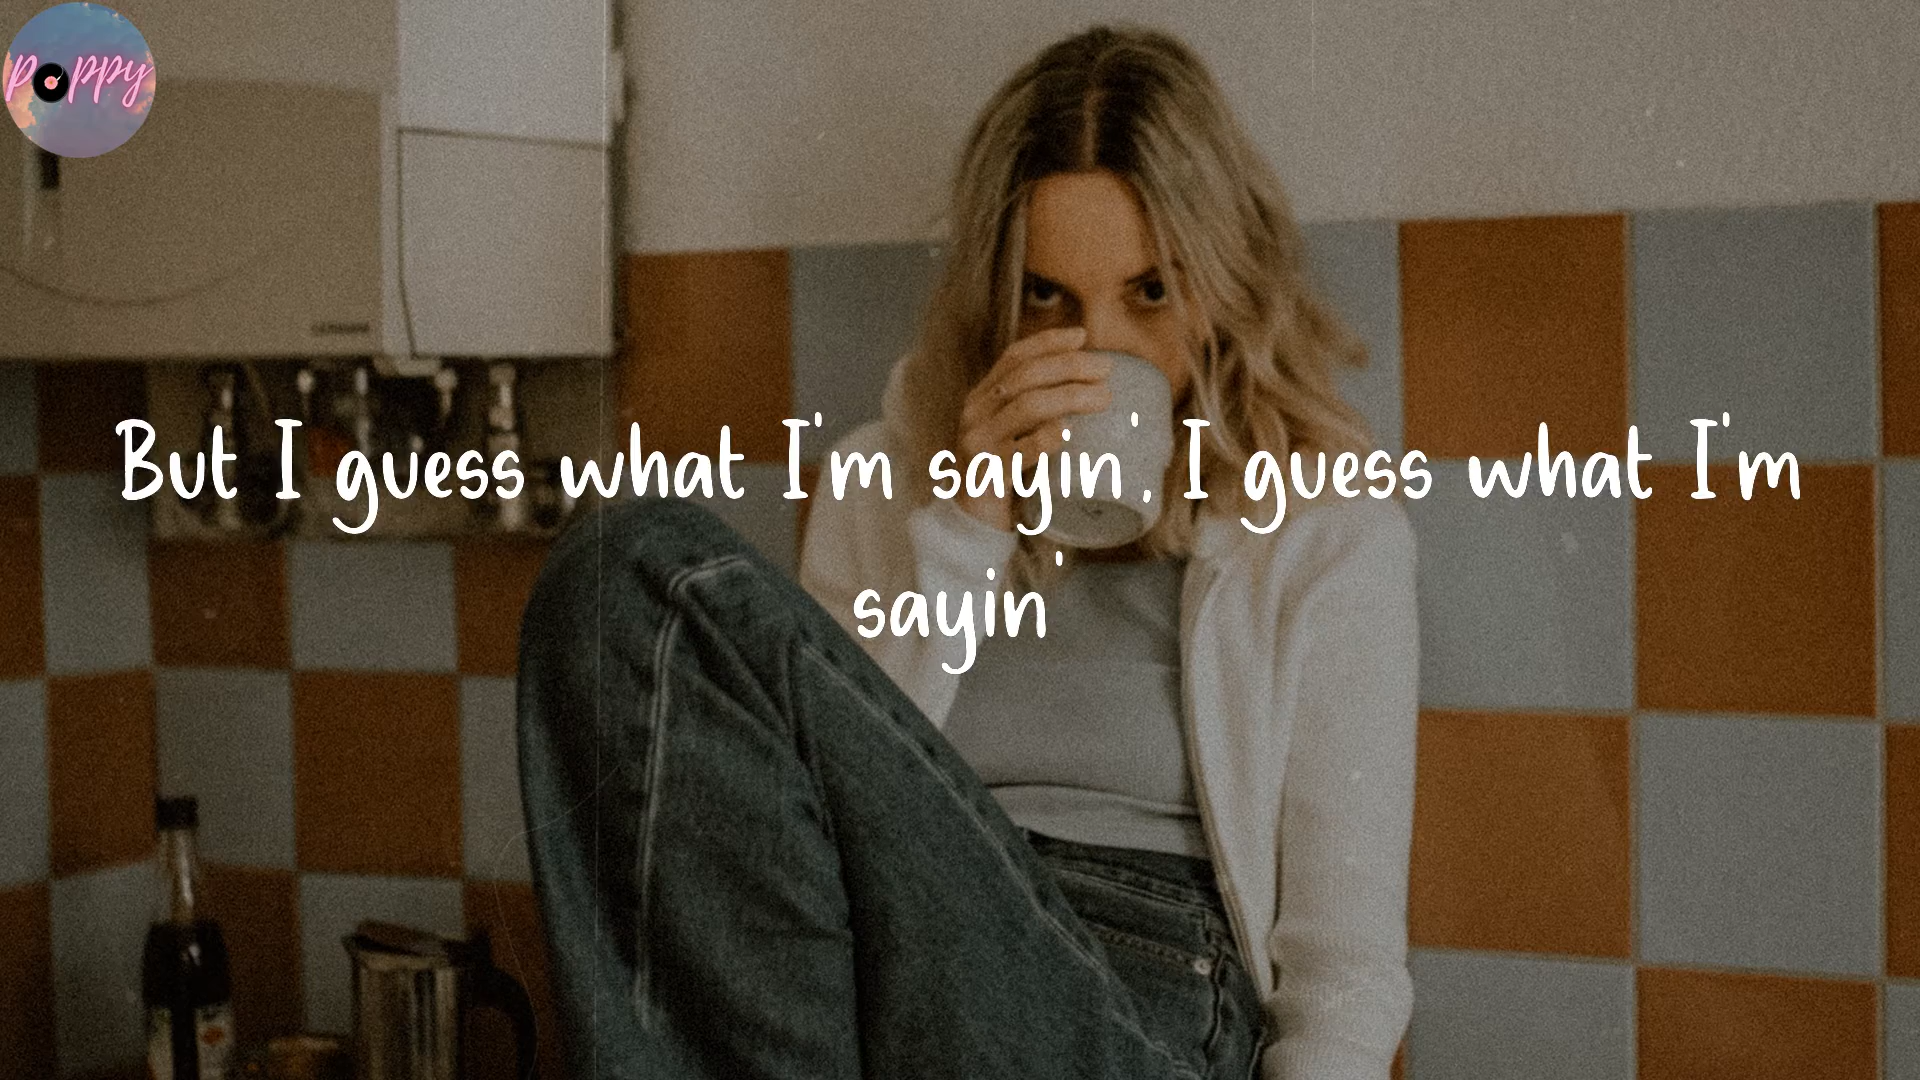 Poppy
But I guess what I'm sayin', I guess what I'm
sayin'